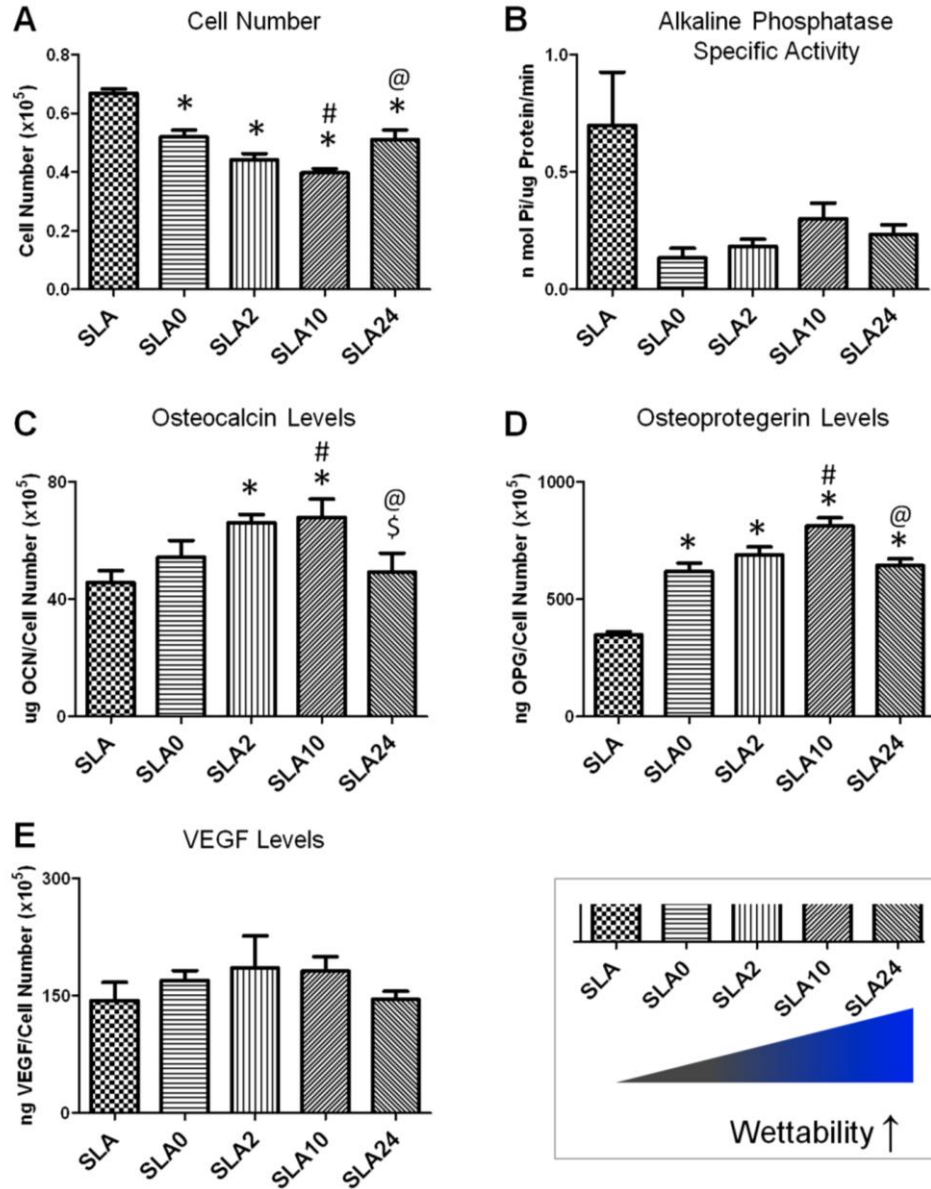 A
Cell Number
Cell Number (x10⁵)
0.8
0.6
0.4
0.2
0.0
*
*
#
*
@
*
SLA
SLA0
SLA2
SLA10
SLA24
B
Alkaline Phosphatase
Specific Activity
n mol Pi/ug Protein/min
1.0
0.5
0.0
SLA
SLA0
SLA2
SLA10
SLA24
C
Osteocalcin Levels
ug OCN/Cell Number (x10⁵)
80
40
0
*
#
*
@
$
SLA
SLA0
SLA2
SLA10
SLA24
D
Osteoprotegerin Levels
ng OPG/Cell Number (x10⁵)
1000
500
0
*
*
#
*
@
*
SLA
SLA0
SLA2
SLA10
SLA24
E
VEGF Levels
ng VEGF/Cell Number (x10⁵)
300
150
0
SLA
SLA0
SLA2
SLA10
SLA24
SLA
SLA0
SLA2
SLA10
SLA24
Wettability ↑